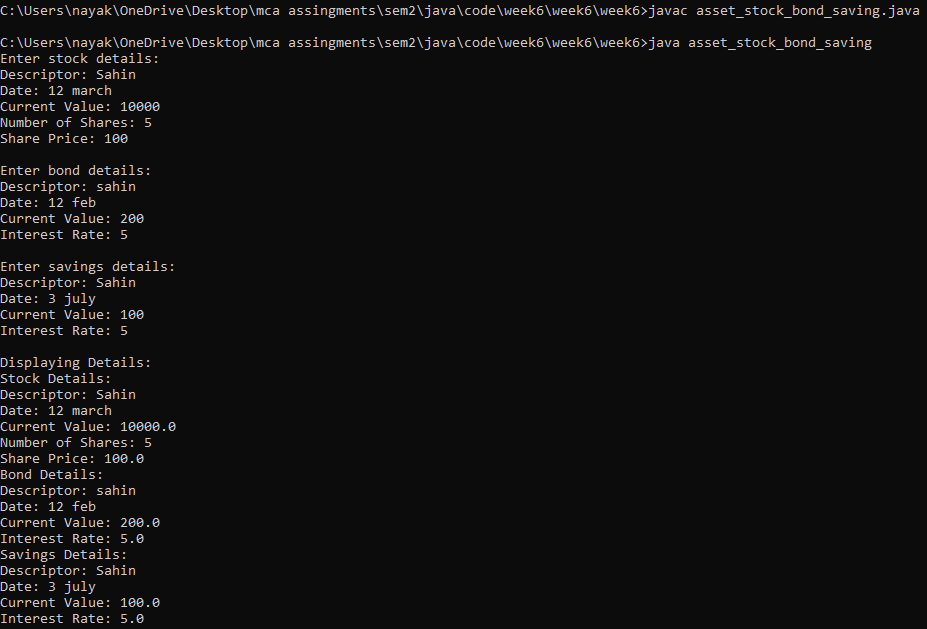 C:\Users\nayak\OneDrive\Desktop\mca assingments\sem2\java\code\week6\week6\week6>javac asset_stock_bond_saving.java
C:\Users\nayak\OneDrive\Desktop\mca assingments\sem2\java\code\week6\week6\week6>java asset_stock_bond_saving
Enter stock details:
Descriptor: Sahin
Date: 12 march
Current Value: 10000
Number of Shares: 5
Share Price: 100
Enter bond details:
Descriptor: sahin
Date: 12 feb
Current Value: 200
Interest Rate: 5
Enter savings details:
Descriptor: Sahin
Date: 3 july
Current Value: 100
Interest Rate: 5
Displaying Details:
Stock Details:
Descriptor: Sahin
Date: 12 march
Current Value: 10000.0
Number of Shares: 5
Share Price: 100.0
Bond Details:
Descriptor: sahin
Date: 12 feb
Current Value: 200.0
Interest Rate: 5.0
Savings Details:
Descriptor: Sahin
Date: 3 july
Current Value: 100.0
Interest Rate: 5.0